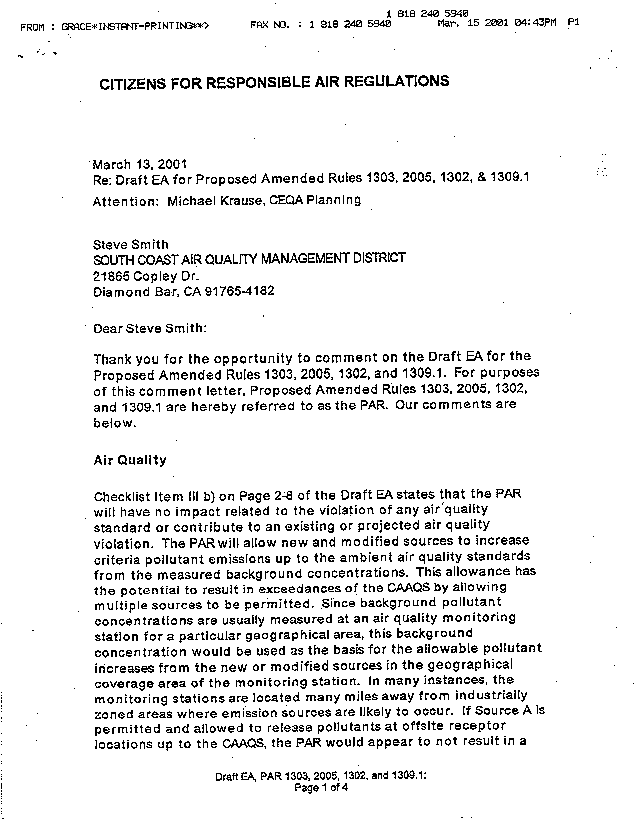 1 818 240 5940
FROM : GRACE*INSTANT-PRINTING**> FAX NO. : 1 818 240 5940 Mar. 15 2001 04:43PM P1
CITIZENS FOR RESPONSIBLE AIR REGULATIONS
March 13, 2001
Re: Draft EA for Proposed Amended Rules 1303, 2005, 1302, & 1309.1
Attention: Michael Krause, CEQA Planning
Steve Smith
SOUTH COAST AIR QUALITY MANAGEMENT DISTRICT
21865 Copley Dr.
Diamond Bar, CA 91765-4182
Dear Steve Smith:
Thank you for the opportunity to comment on the Draft EA for the
Proposed Amended Rules 1303, 2005, 1302, and 1309.1. For purposes
of this comment letter, Proposed Amended Rules 1303, 2005, 1302,
and 1309.1 are hereby referred to as the PAR. Our comments are
below.
Air Quality
Checklist Item III b) on Page 2-8 of the Draft EA states that the PAR
will have no impact related to the violation of any air quality
standard or contribute to an existing or projected air quality
violation. The PAR will allow new and modified sources to increase
criteria pollutant emissions up to the ambient air quality standards
from the measured background concentrations. This allowance has
the potential to result in exceedances of the CAAQS by allowing
multiple sources to be permitted. Since background pollutant
concentrations are usually measured at an air quality monitoring
station for a particular geographical area, this background
concentration would be used as the basis for the allowable pollutant
increases from the new or modified sources in the geographical
coverage area of the monitoring station. In many instances, the
monitoring stations are located many miles away from industrially
zoned areas where emission sources are likely to occur. If Source A is
permitted and allowed to release pollutants at offsite receptor
locations up to the CAAQS, the PAR would appear to not result in a
Draft EA, PAR 1303, 2005, 1302, and 1309.1:
Page 1 of 4